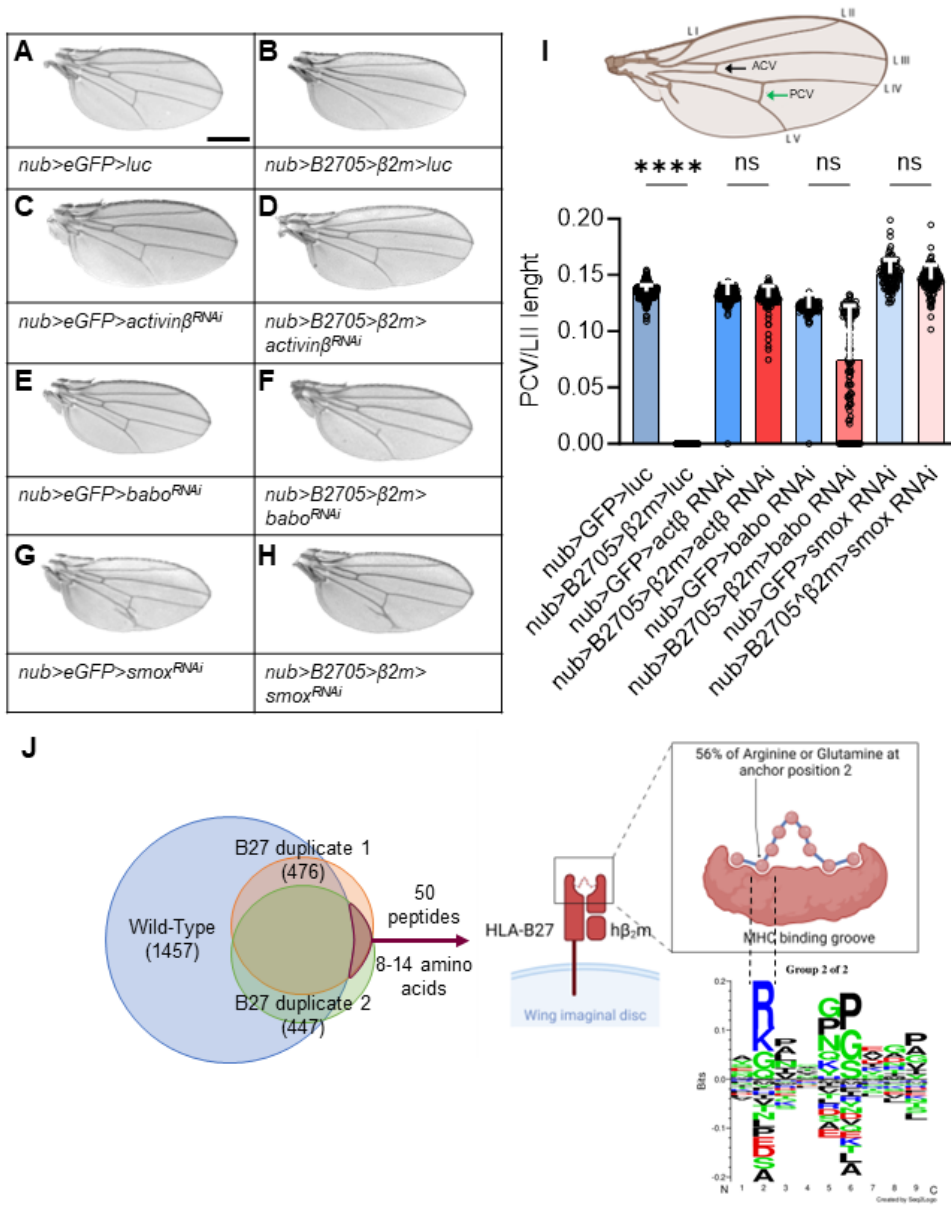 A
B
nub>eGFP>luc
nub>B2705>β2m>luc
C
D
nub>eGFP>activinβRNAi
nub>B2705>β2m>
activinβRNAi
E
F
nub>eGFP>baboRNAi
nub>B2705>β2m>
baboRNAi
G
H
nub>eGFP>smoxRNAi
nub>B2705>β2m>
smoxRNAi
I
L I
L II
L III
L IV
L V
ACV
PCV
**** ns ns ns
PCV/LII lenght
0.20
0.15
0.10
0.05
0.00
nub>GFP>luc
nub>B2705>β2m>luc
nub>GFP>actβ RNAi
nub>B2705>β2m>actβ RNAi
nub>GFP>babo RNAi
nub>B2705>β2m>babo RNAi
nub>GFP>smox RNAi
nub>B2705^β2m>smox RNAi
J
Wild-Type
(1457)
B27 duplicate 1
(476)
B27 duplicate 2
(447)
50
peptides
8-14 amino
acids
HLA-B27
hβ2m
Wing imaginal disc
56% of Arginine or Glutamine at
anchor position 2
MHC binding groove
Group 2 of 2
Bits
0.2
0.1
0.0
-0.1
-0.2
R
K
G
P
E
D
S
A
P
A
G
P
N
P
G
S
L
A
P
A
N 1 2 3 4 5 6 7 8 9 C
Created by Seq2Logo